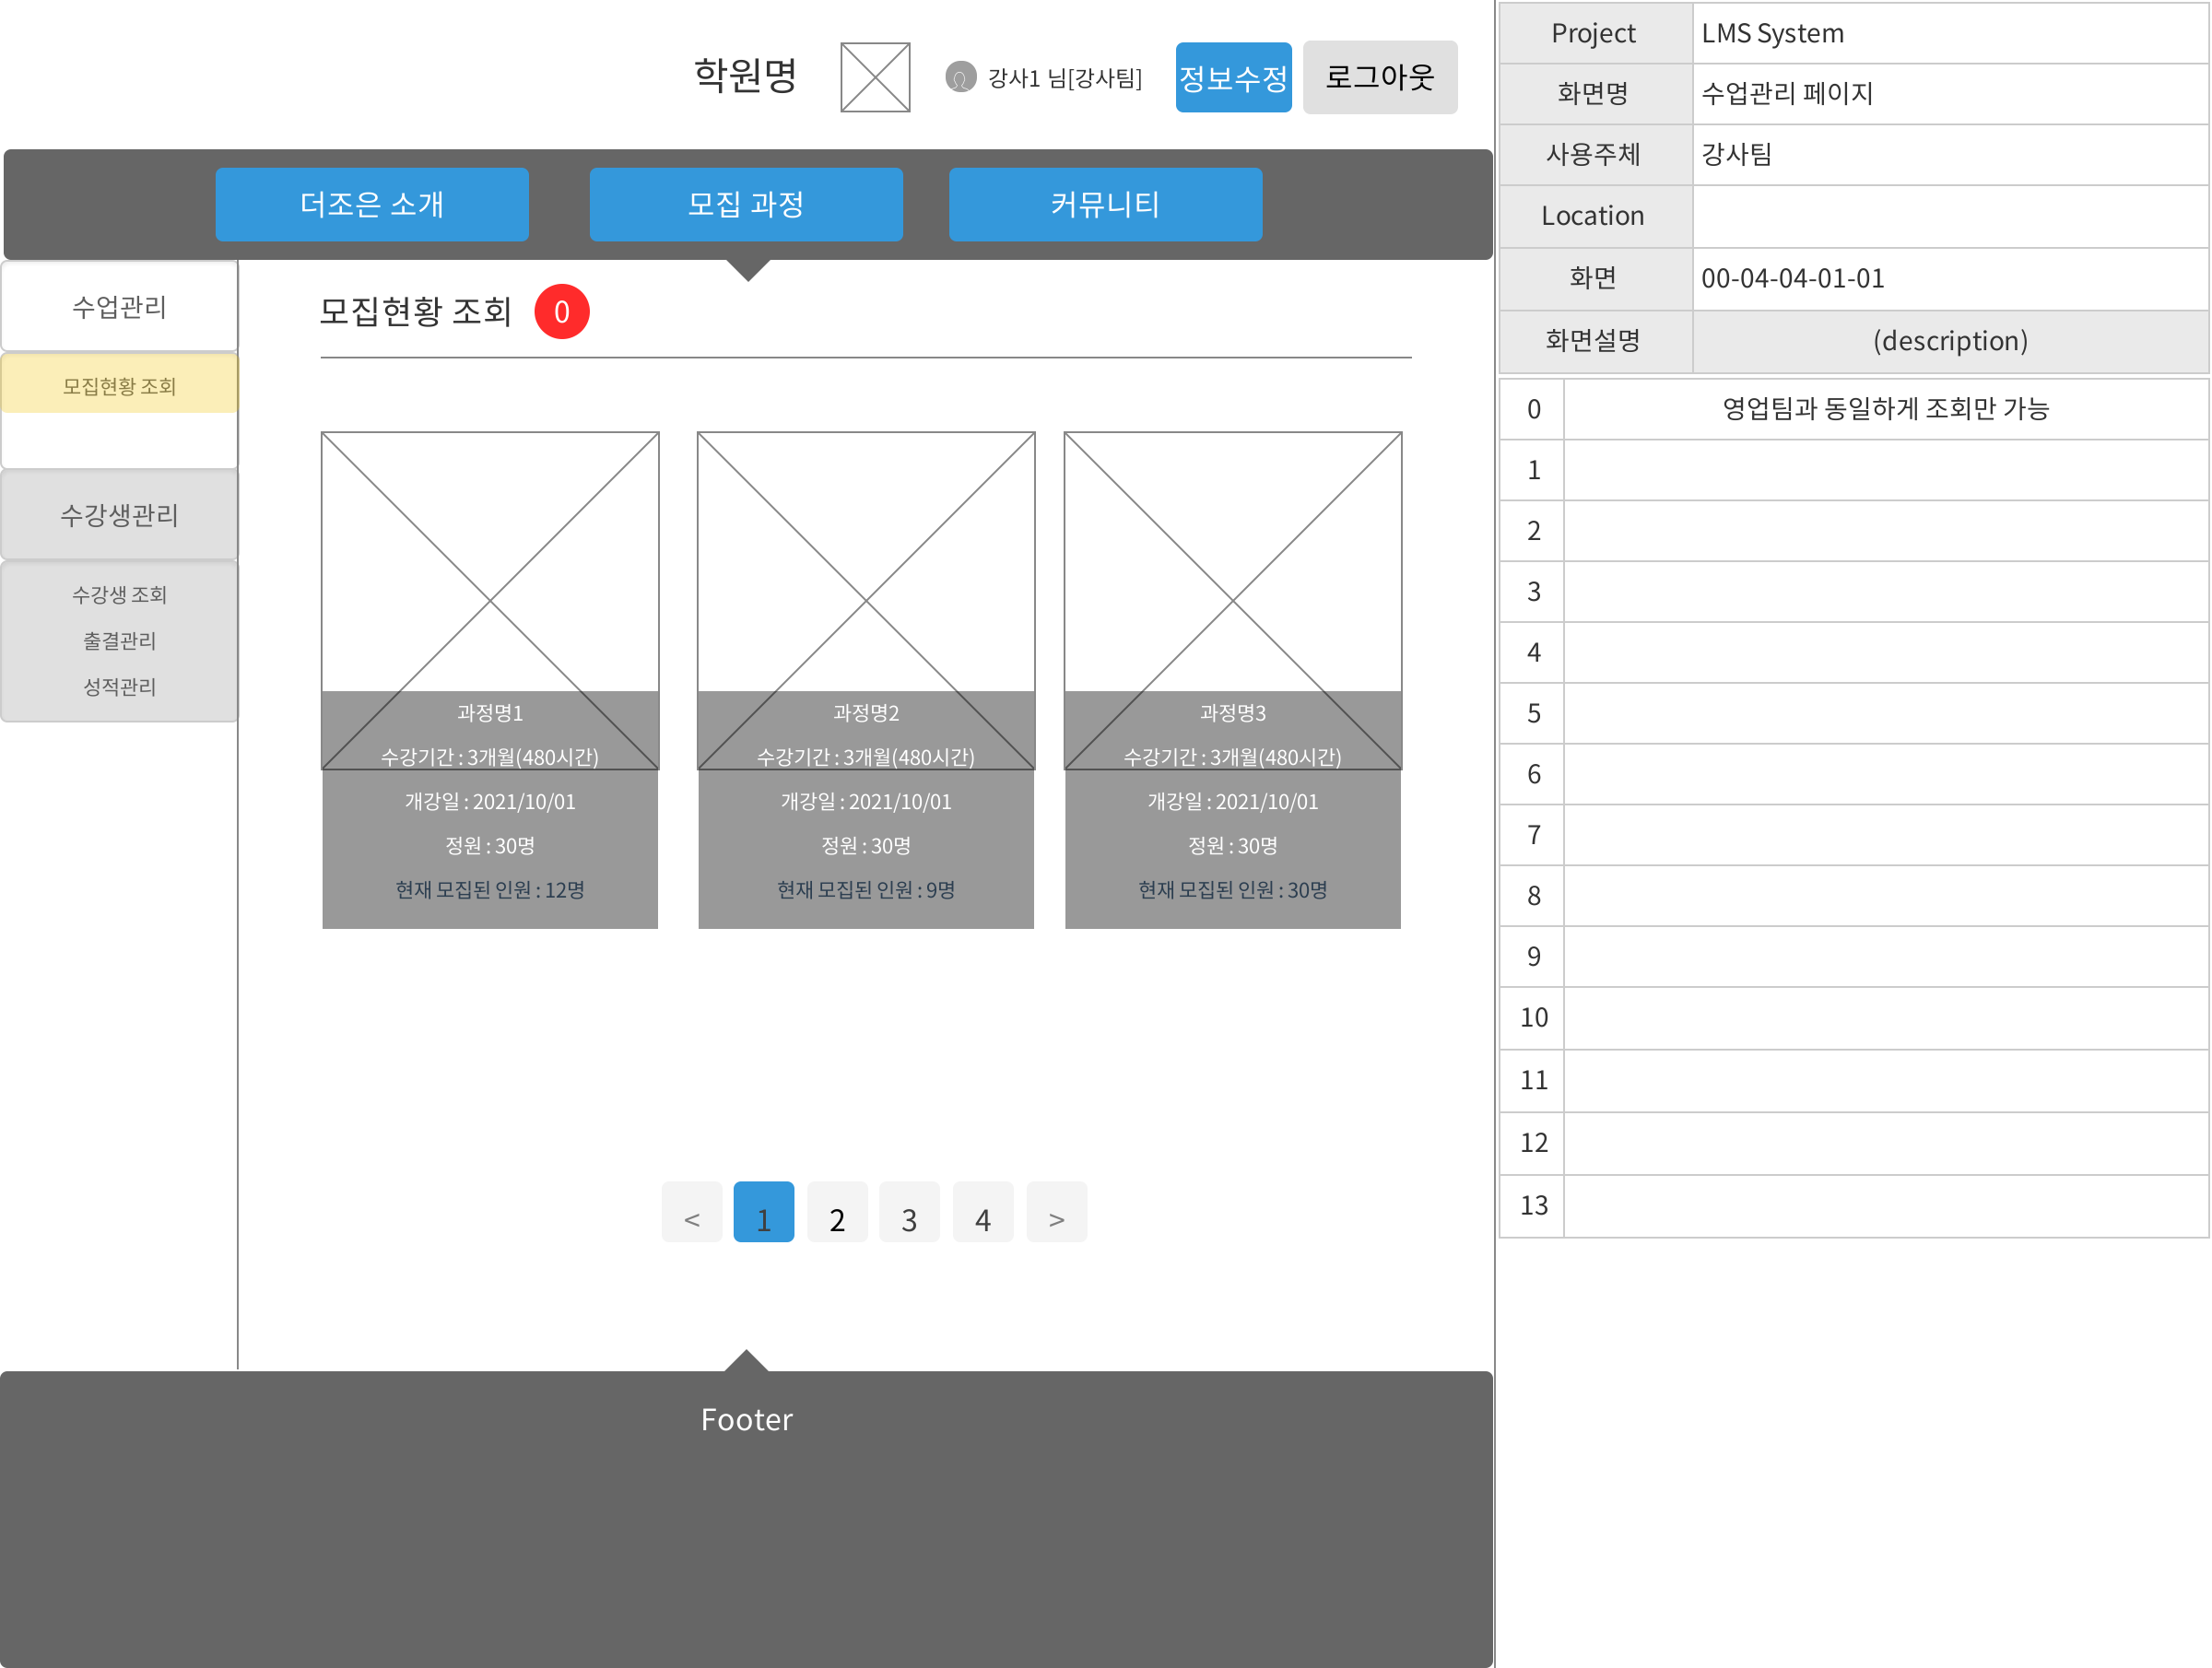 학원명
강사1 님[강사팀]
정보수정
로그아웃
더조은 소개
모집 과정
커뮤니티
수업관리
모집현황 조회
수강생관리
수강생 조회
출결관리
성적관리
모집현황 조회 0
과정명1
수강기간 : 3개월(480시간)
개강일 : 2021/10/01
정원 : 30명
현재 모집된 인원 : 12명
과정명2
수강기간 : 3개월(480시간)
개강일 : 2021/10/01
정원 : 30명
현재 모집된 인원 : 9명
과정명3
수강기간 : 3개월(480시간)
개강일 : 2021/10/01
정원 : 30명
현재 모집된 인원 : 30명
< 1 2 3 4 >
Footer
Project LMS System
화면명 수업관리 페이지
사용주체 강사팀
Location
화면 00-04-04-01-01
화면설명 (description)
0 영업팀과 동일하게 조회만 가능
1
2
3
4
5
6
7
8
9
10
11
12
13